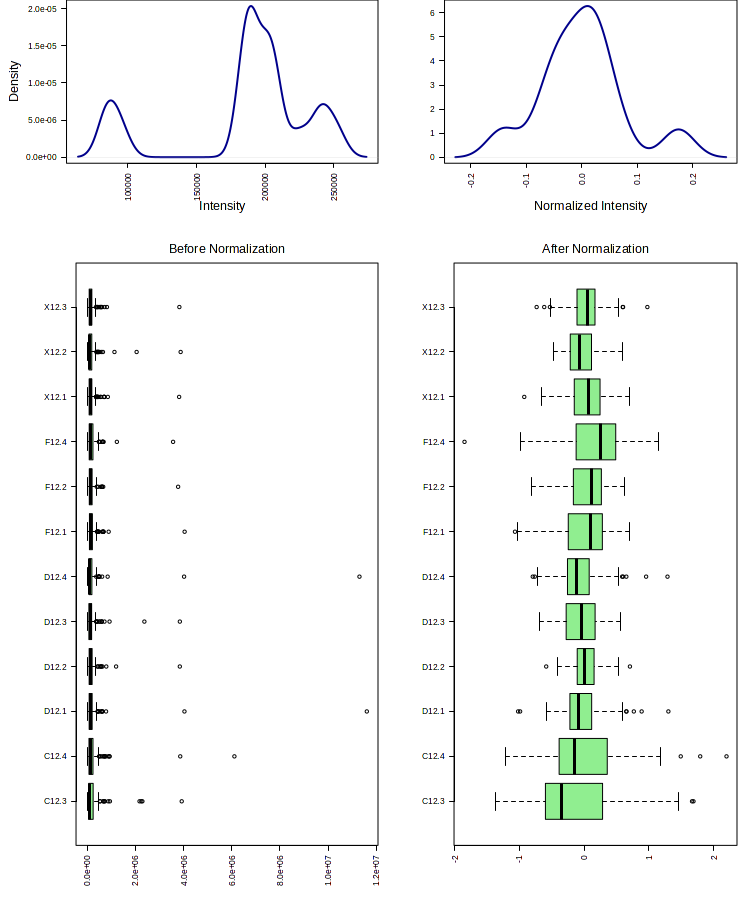 2.0e-05
1.5e-05
1.0e-05
5.0e-06
0.0e+00
Density
100000
150000
200000
250000
Intensity
6
5
4
3
2
1
0
-0.2
-0.1
0.0
0.1
0.2
Normalized Intensity
Before Normalization
X12.3
X12.2
X12.1
F12.4
F12.2
F12.1
D12.4
D12.3
D12.2
D12.1
C12.4
C12.3
0.0e+00
2.0e+06
4.0e+06
6.0e+06
8.0e+06
1.0e+07
1.2e+07
After Normalization
X12.3
X12.2
X12.1
F12.4
F12.2
F12.1
D12.4
D12.3
D12.2
D12.1
C12.4
C12.3
-2
-1
0
1
2